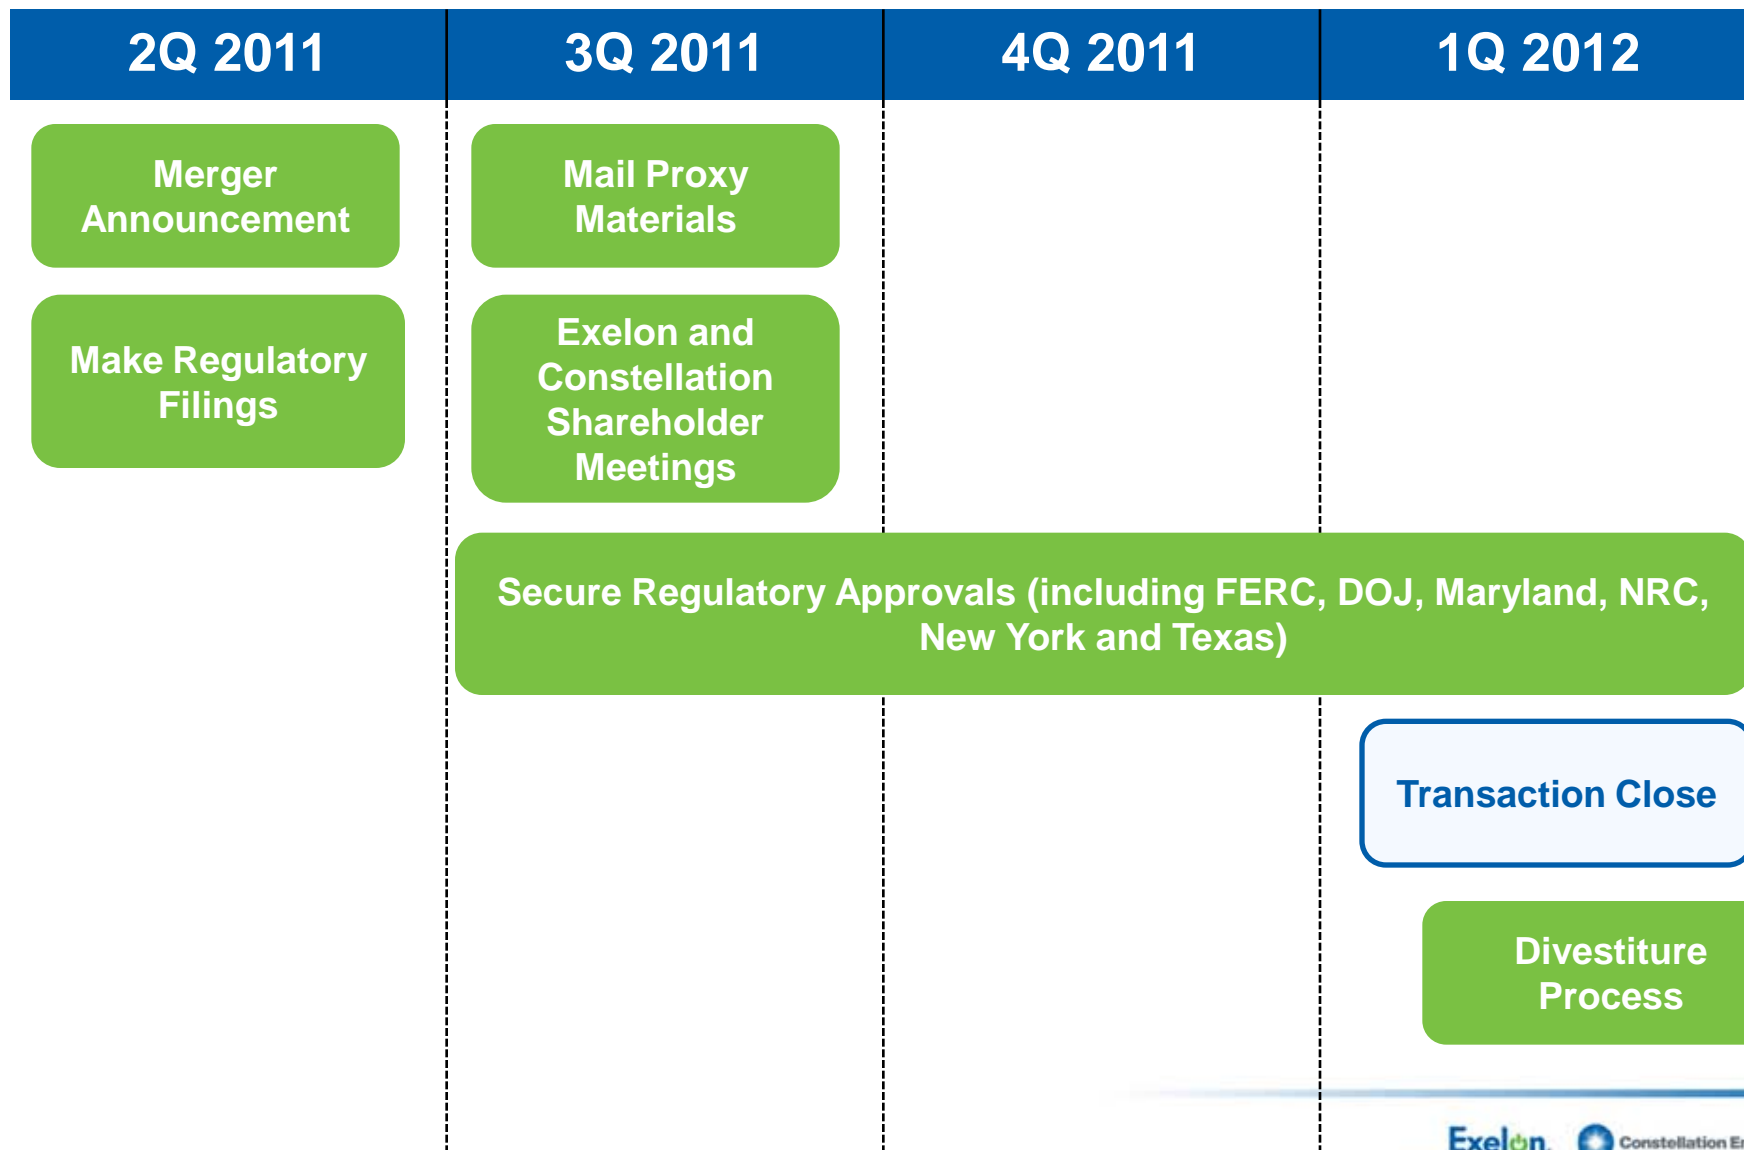 2Q 2011
3Q 2011
4Q 2011
1Q 2012
Merger
Announcement
Mail Proxy
Materials
Make Regulatory
Filings
Exelon and
Constellation
Shareholder
Meetings
Secure Regulatory Approvals (including FERC, DOJ, Maryland, NRC,
New York and Texas)
Transaction Close
Divestiture
Process
Exelon.
Constellation